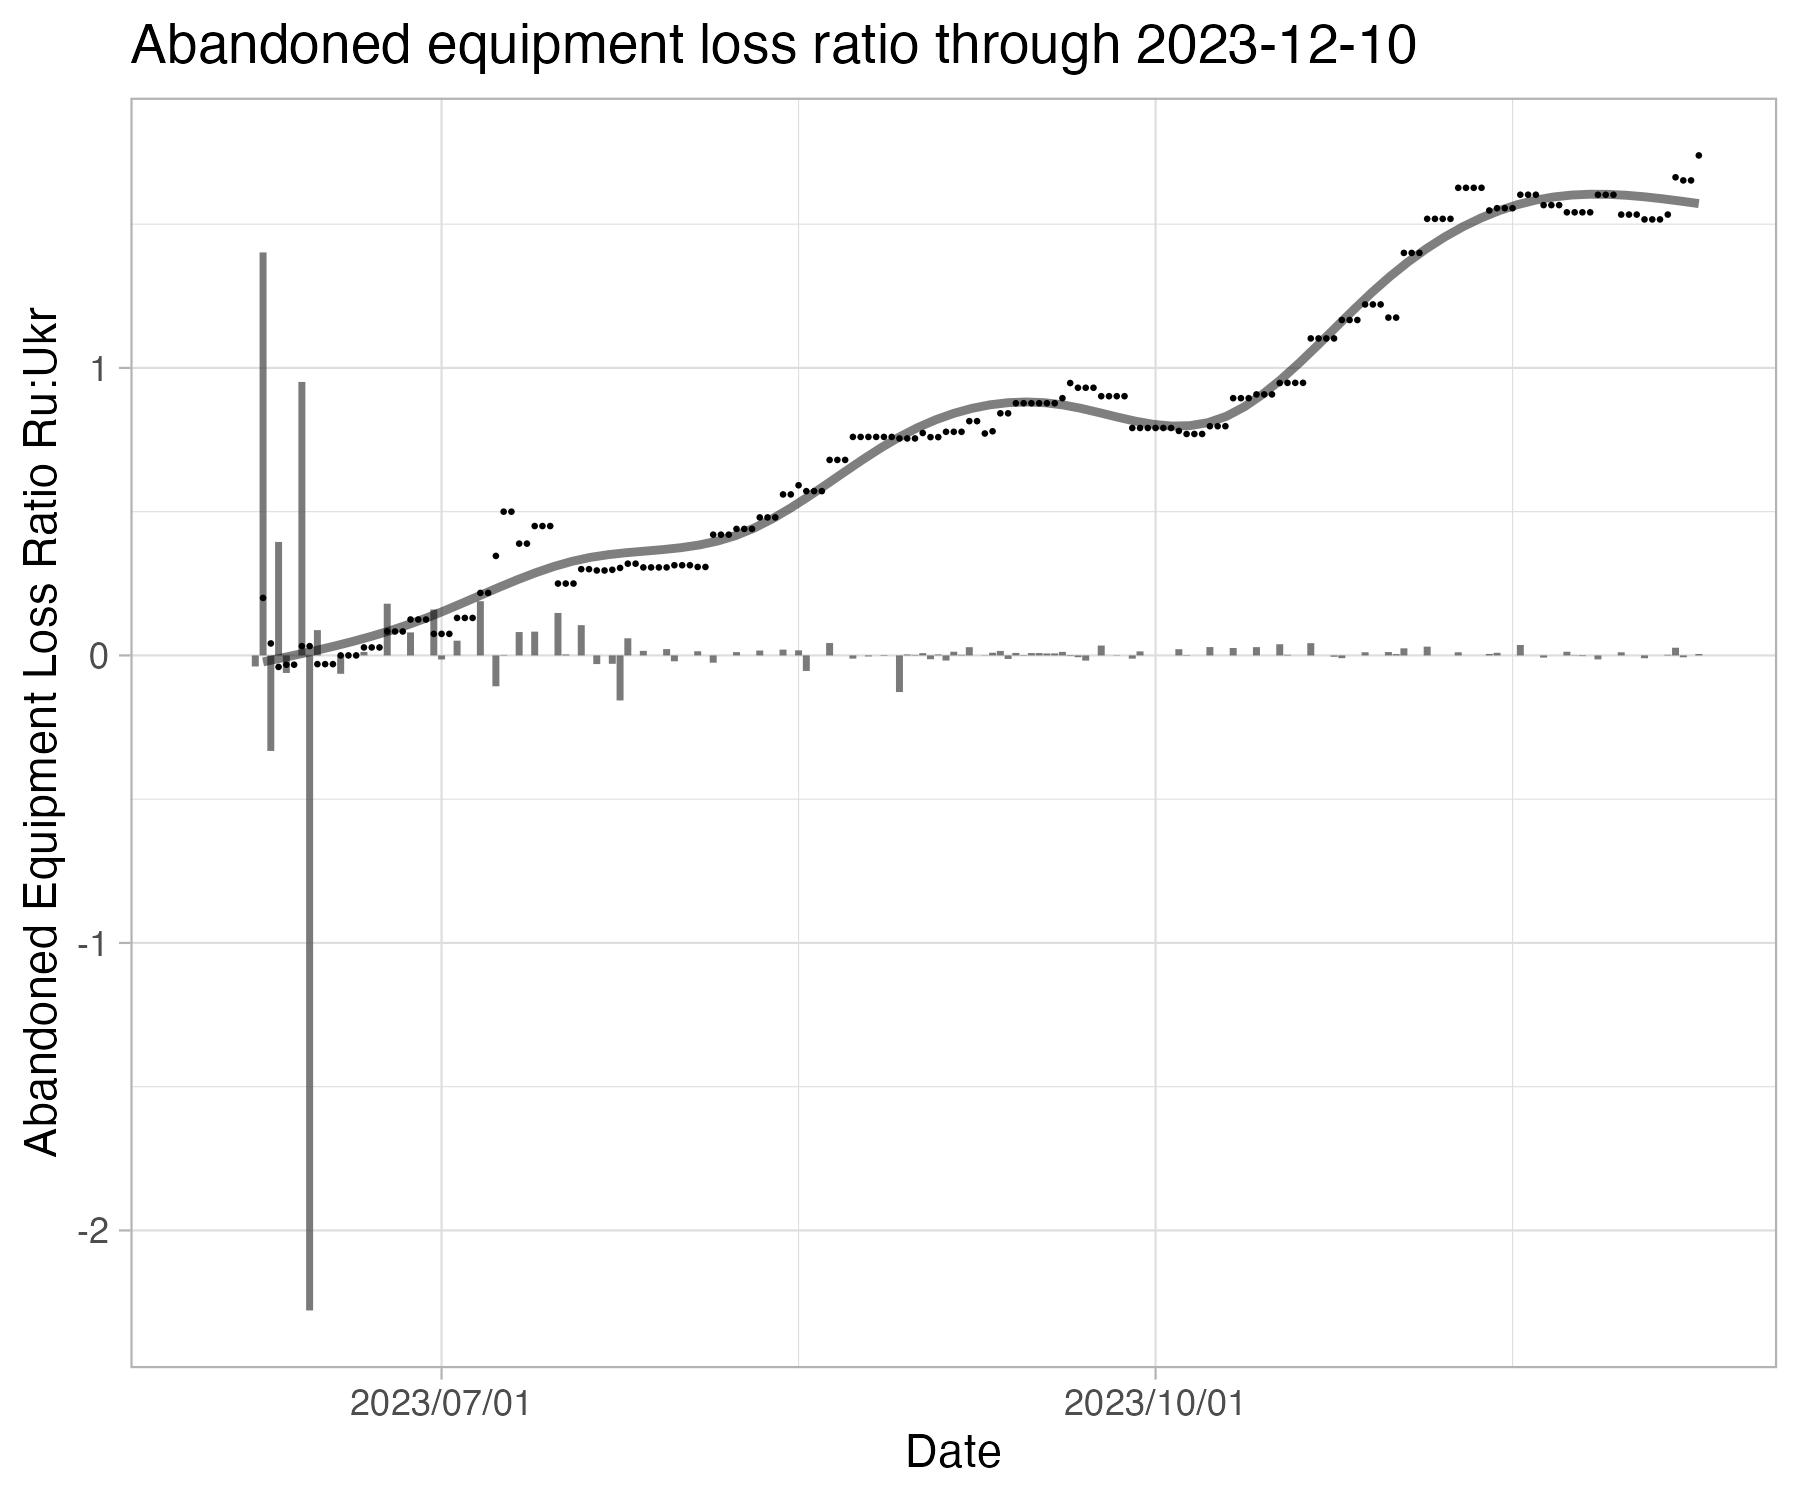 Abandoned equipment loss ratio through 2023-12-10
Abandoned Equipment Loss Ratio Ru:Ukr
1
0
-1
-2
2023/07/01
2023/10/01
Date